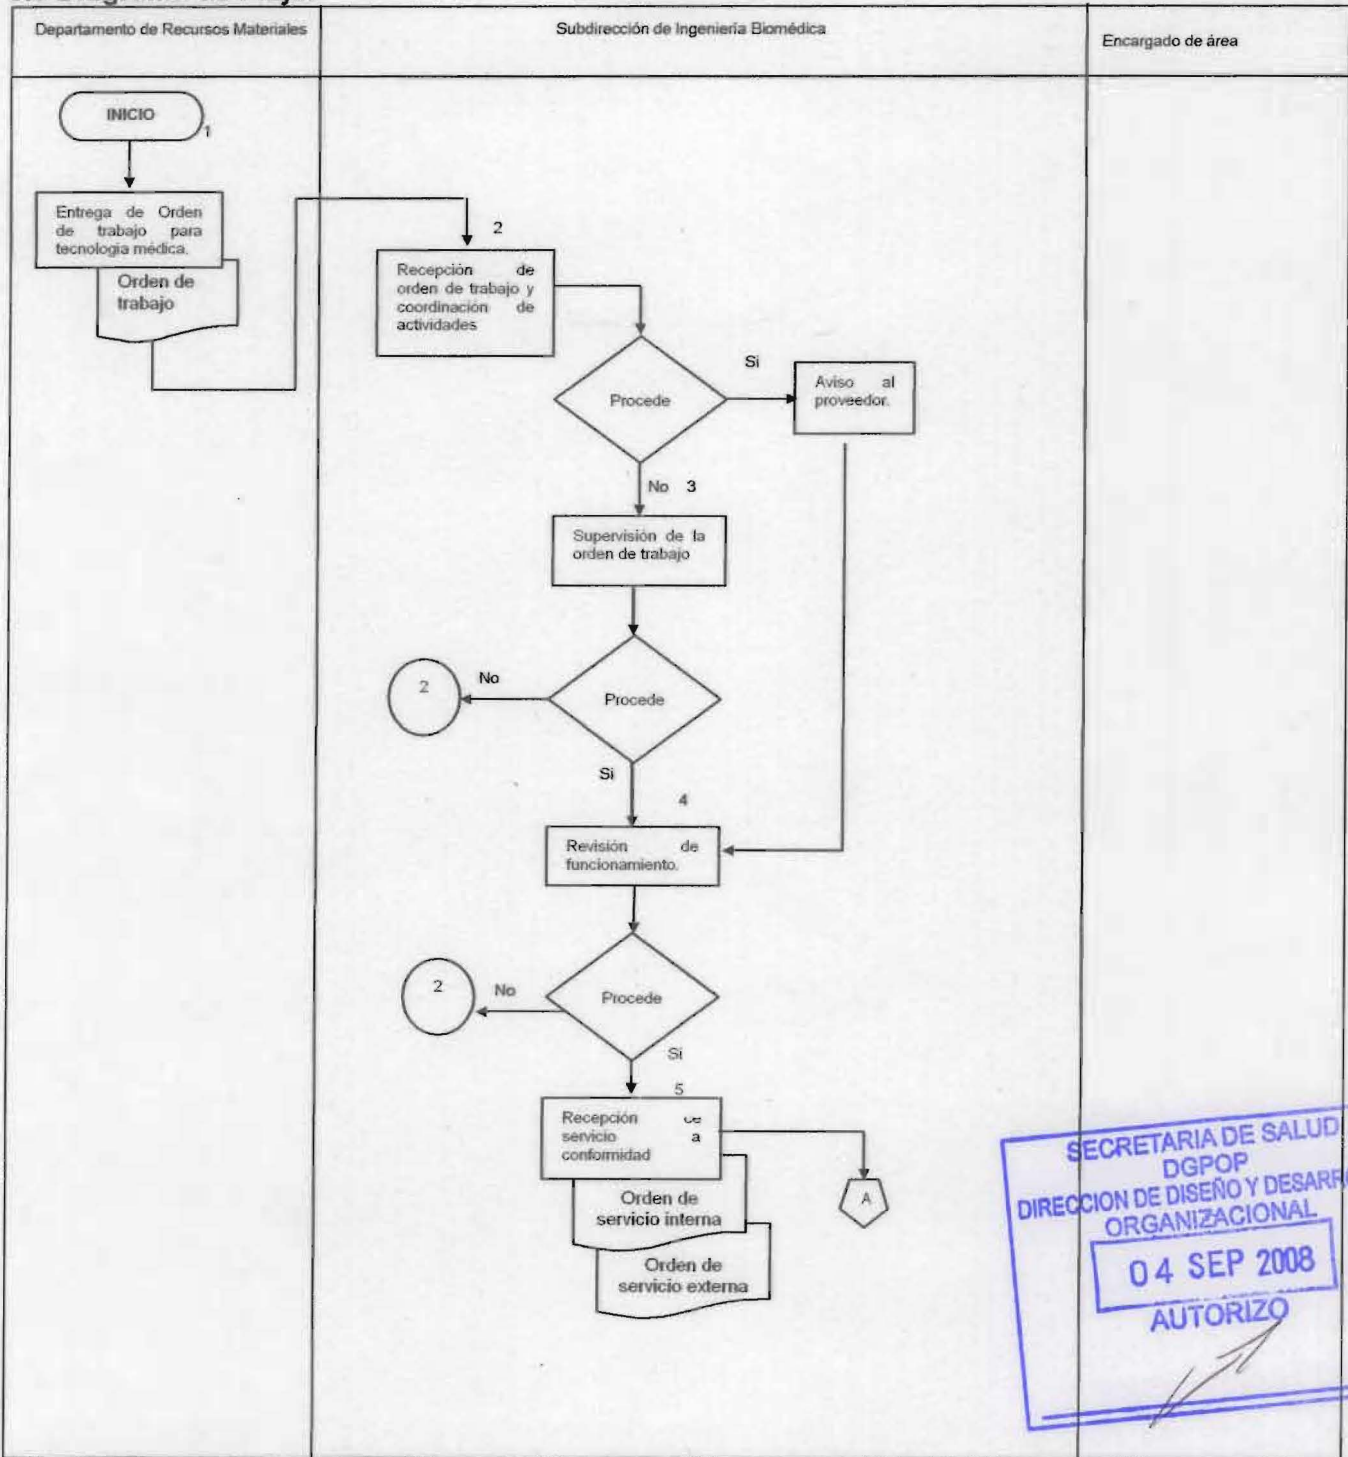 Departamento de Recursos Materiales
Subdirección de Ingeniería Biomédica
Encargado de área
INICIO
1
Entrega de Orden
de trabajo para
tecnología médica.
Orden de
trabajo
2
Recepción de
orden de trabajo y
coordinación de
actividades
Procede
Si
Aviso al
proveedor.
No 3
Supervisión de la
orden de trabajo
Procede
No
2
Si
4
Revisión de
funcionamiento.
Procede
No
2
Si
5
Recepción
servicio a
conformidad
A
Orden de
servicio interna
Orden de
servicio externa
SECRETARIA DE SALUD
DGPOP
DIRECCION DE DISEÑO Y DESARR
ORGANIZACIONAL
04 SEP 2008
AUTORIZO